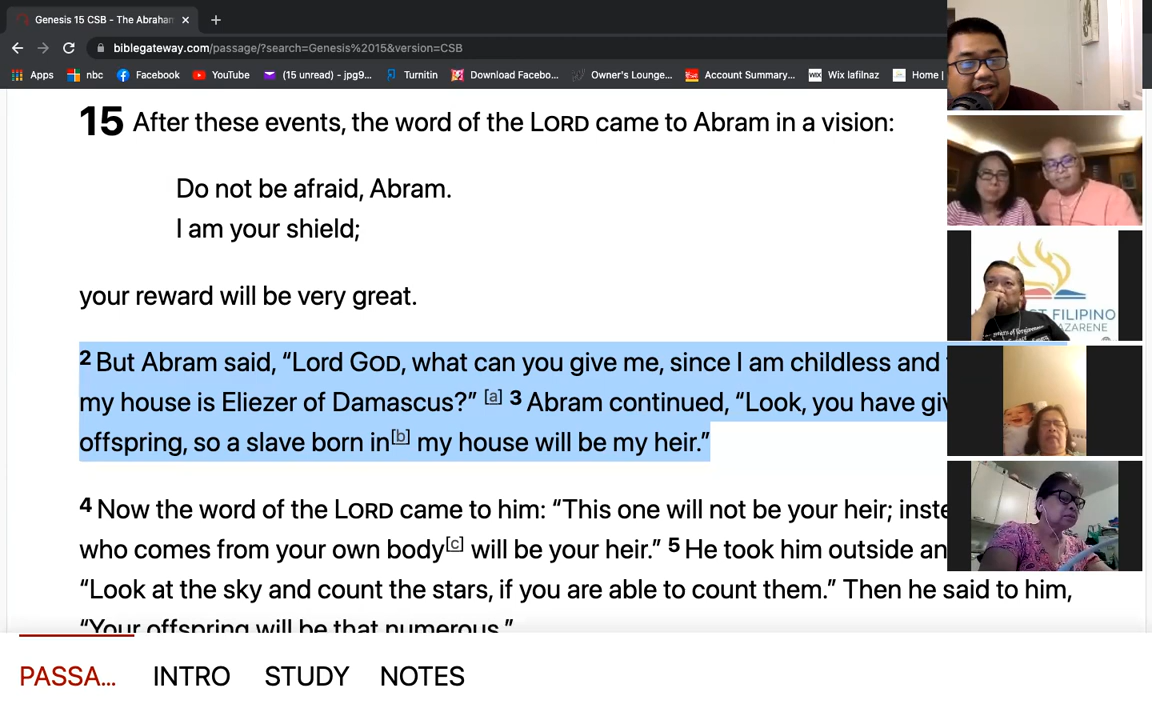 Genesis 15 CSB - The Abraham
biblegateway.com/passage/?search=Genesis%2015&version=CSB
Apps nbc Facebook YouTube (15 unread) - jpg9... Turnitin Download Facebo... Owner's Lounge... Account Summary... WIX Wix lafilnaz Home |
15 After these events, the word of the LORD came to Abram in a vision:
Do not be afraid, Abram.
I am your shield;
your reward will be very great.
2 But Abram said, “Lord GOD, what can you give me, since I am childless and
my house is Eliezer of Damascus?” [a] 3 Abram continued, “Look, you have giv
offspring, so a slave born in[b] my house will be my heir.”
4 Now the word of the LORD came to him: “This one will not be your heir; inste
who comes from your own body[c] will be your heir.” 5 He took him outside an
“Look at the sky and count the stars, if you are able to count them.” Then he said to him,
“Your offspring will be that numerous.”
PASSA... INTRO STUDY NOTES
FILIPINO